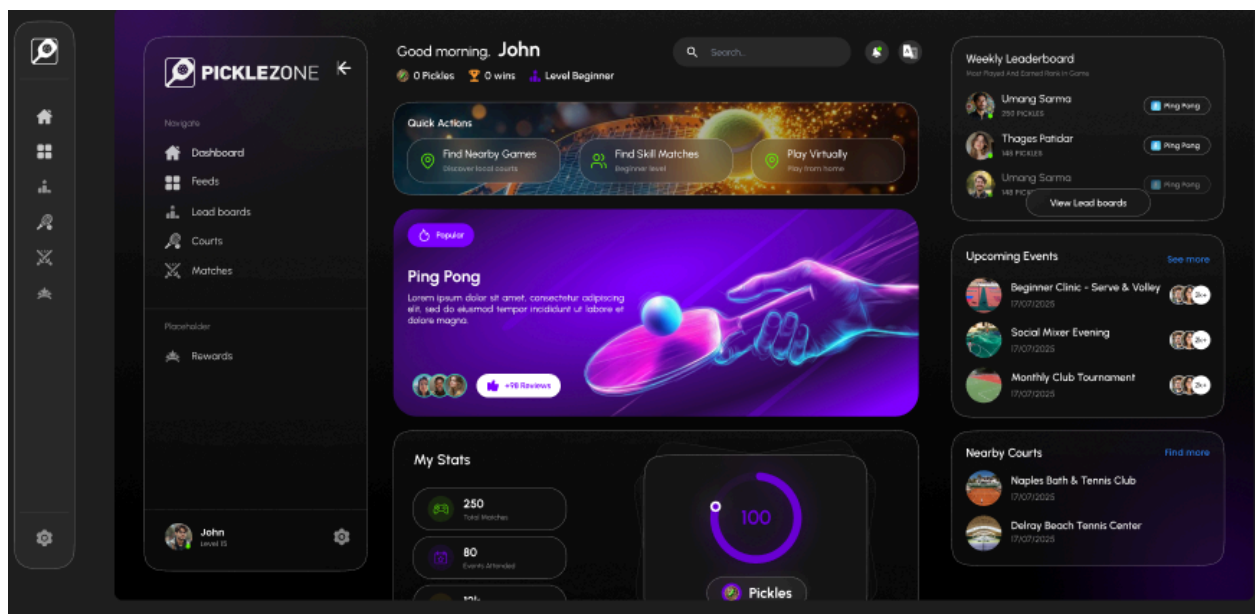 PICKLEZONE
Navigate
Dashboard
Feeds
Lead boards
Courts
Matches
Placeholder
Rewards
John
Level 15
Good morning, John
0 Pickles 0 wins Level Beginner
Search..
Quick Actions
Find Nearby Games
Discover local courts
Find Skill Matches
Beginner level
Play Virtually
Play from home
Popular
Ping Pong
Lorem ipsum dolor sit amet, consectetur adipiscing
elit, sed do eiusmod tempor incididunt ut labore et
dolore magna.
+98 Reviews
My Stats
250
Total Matches
80
Events Attended
100
Pickles
Weekly Leaderboard
Most Played And Earned Rank in Game
Umang Sarma
250 PICKLES
Ping Pong
Thages Patidar
148 PICKLES
Ping Pong
Umang Sarma
148
Ping Pong
View Lead boards
Upcoming Events
See more
Beginner Clinic - Serve & Volley
17/07/2025
2k+
Social Mixer Evening
17/07/2025
2k+
Monthly Club Tournament
17/07/2025
2k+
Nearby Courts
Find more
Naples Bath & Tennis Club
17/07/2025
Delray Beach Tennis Center
17/07/2025